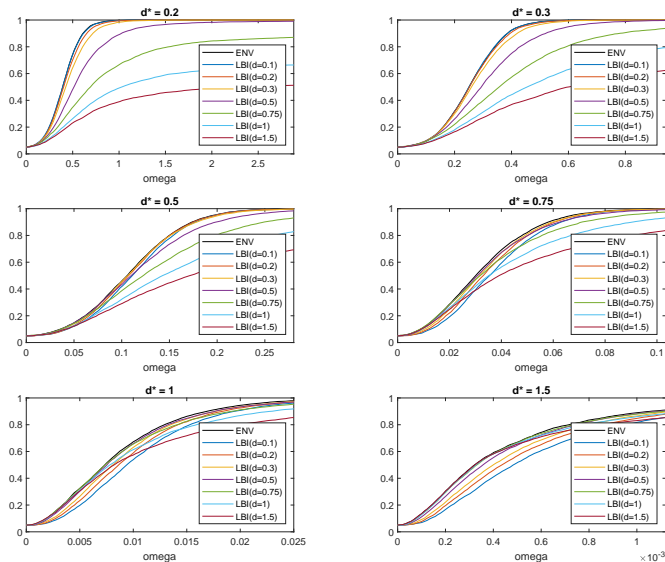 d* = 0.2
1
0.8
0.6
0.4
0.2
0
0 0.5 1 1.5 2 2.5
omega
ENV
LBI(d=0.1)
LBI(d=0.2)
LBI(d=0.3)
LBI(d=0.5)
LBI(d=0.75)
LBI(d=1)
LBI(d=1.5)
d* = 0.3
1
0.8
0.6
0.4
0.2
0
0 0.2 0.4 0.6 0.8
omega
ENV
LBI(d=0.1)
LBI(d=0.2)
LBI(d=0.3)
LBI(d=0.5)
LBI(d=0.75)
LBI(d=1)
LBI(d=1.5)
d* = 0.5
1
0.8
0.6
0.4
0.2
0
0 0.05 0.1 0.15 0.2 0.25
omega
ENV
LBI(d=0.1)
LBI(d=0.2)
LBI(d=0.3)
LBI(d=0.5)
LBI(d=0.75)
LBI(d=1)
LBI(d=1.5)
d* = 0.75
1
0.8
0.6
0.4
0.2
0
0 0.02 0.04 0.06 0.08 0.1
omega
ENV
LBI(d=0.1)
LBI(d=0.2)
LBI(d=0.3)
LBI(d=0.5)
LBI(d=0.75)
LBI(d=1)
LBI(d=1.5)
d* = 1
1
0.8
0.6
0.4
0.2
0
0 0.005 0.01 0.015 0.02 0.025
omega
ENV
LBI(d=0.1)
LBI(d=0.2)
LBI(d=0.3)
LBI(d=0.5)
LBI(d=0.75)
LBI(d=1)
LBI(d=1.5)
d* = 1.5
1
0.8
0.6
0.4
0.2
0
0 0.2 0.4 0.6 0.8 1
omega
×10⁻³
ENV
LBI(d=0.1)
LBI(d=0.2)
LBI(d=0.3)
LBI(d=0.5)
LBI(d=0.75)
LBI(d=1)
LBI(d=1.5)